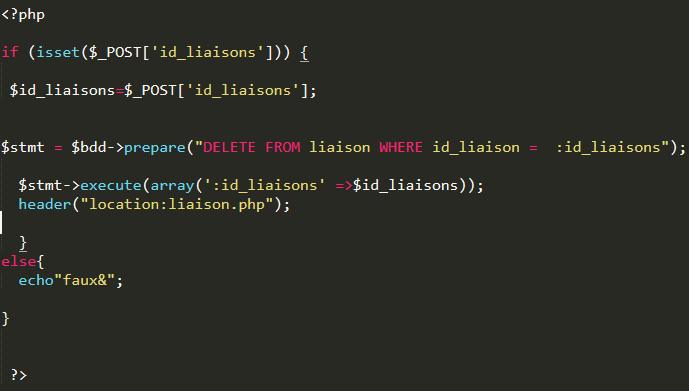 <?php
if (isset($_POST['id_liaisons'])) {
$id_liaisons=$_POST['id_liaisons'];
$stmt = $bdd->prepare("DELETE FROM liaison WHERE id_liaison =  :id_liaisons");
$stmt->execute(array(':id_liaisons' =>$id_liaisons));
header("location:liaison.php");
}
else{
echo"faux&";
}
?>